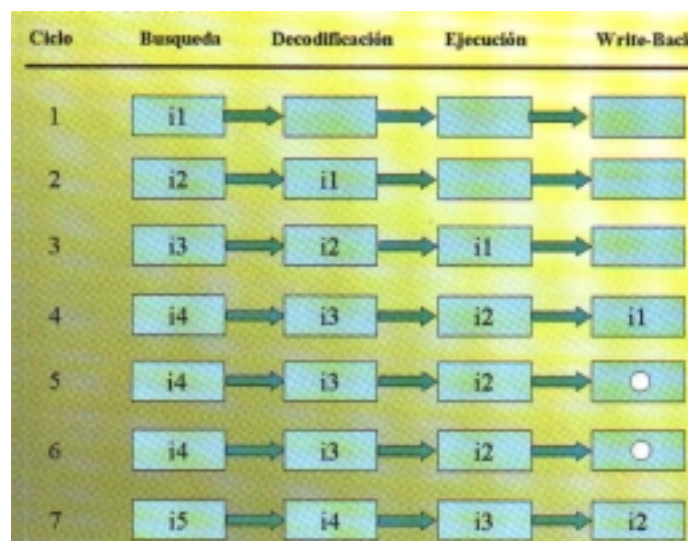 Ciclo Busqueda Decodificación Ejecución Write-Back
1 i1
2 i2 i1
3 i3 i2 i1
4 i4 i3 i2 i1
5 i4 i3 i2
6 i4 i3 i2
7 i5 i4 i3 i2